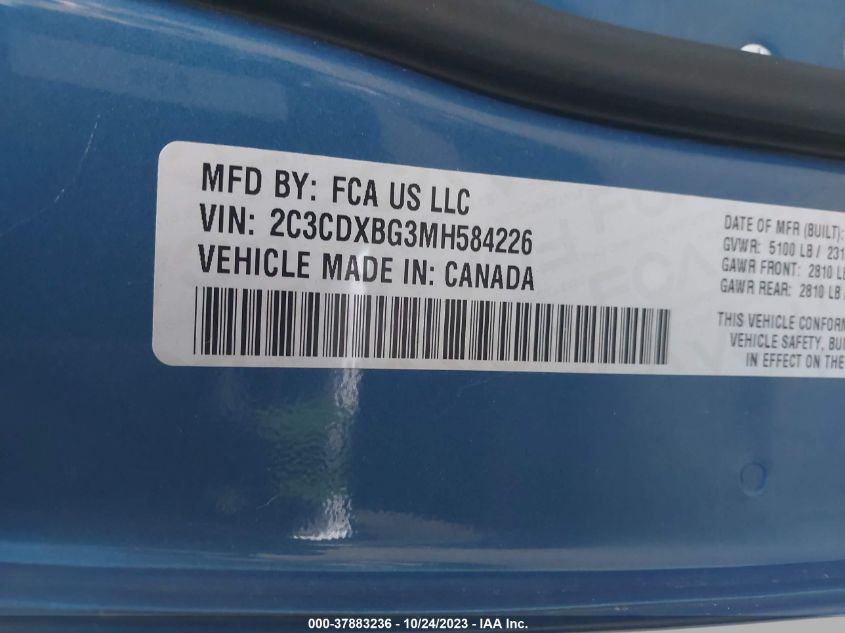 MFD BY: FCA US LLC
VIN: 2C3CDXBG3MH584226
VEHICLE MADE IN: CANADA
DATE OF MFR (BUILT):
GVWR: 5100 LB / 231
GAWR FRONT: 2810 LB
GAWR REAR: 2810 LB /
THIS VEHICLE CONFORM
VEHICLE SAFETY, BU
IN EFFECT ON THE
000-37883236 - 10/24/2023 - IAA Inc.